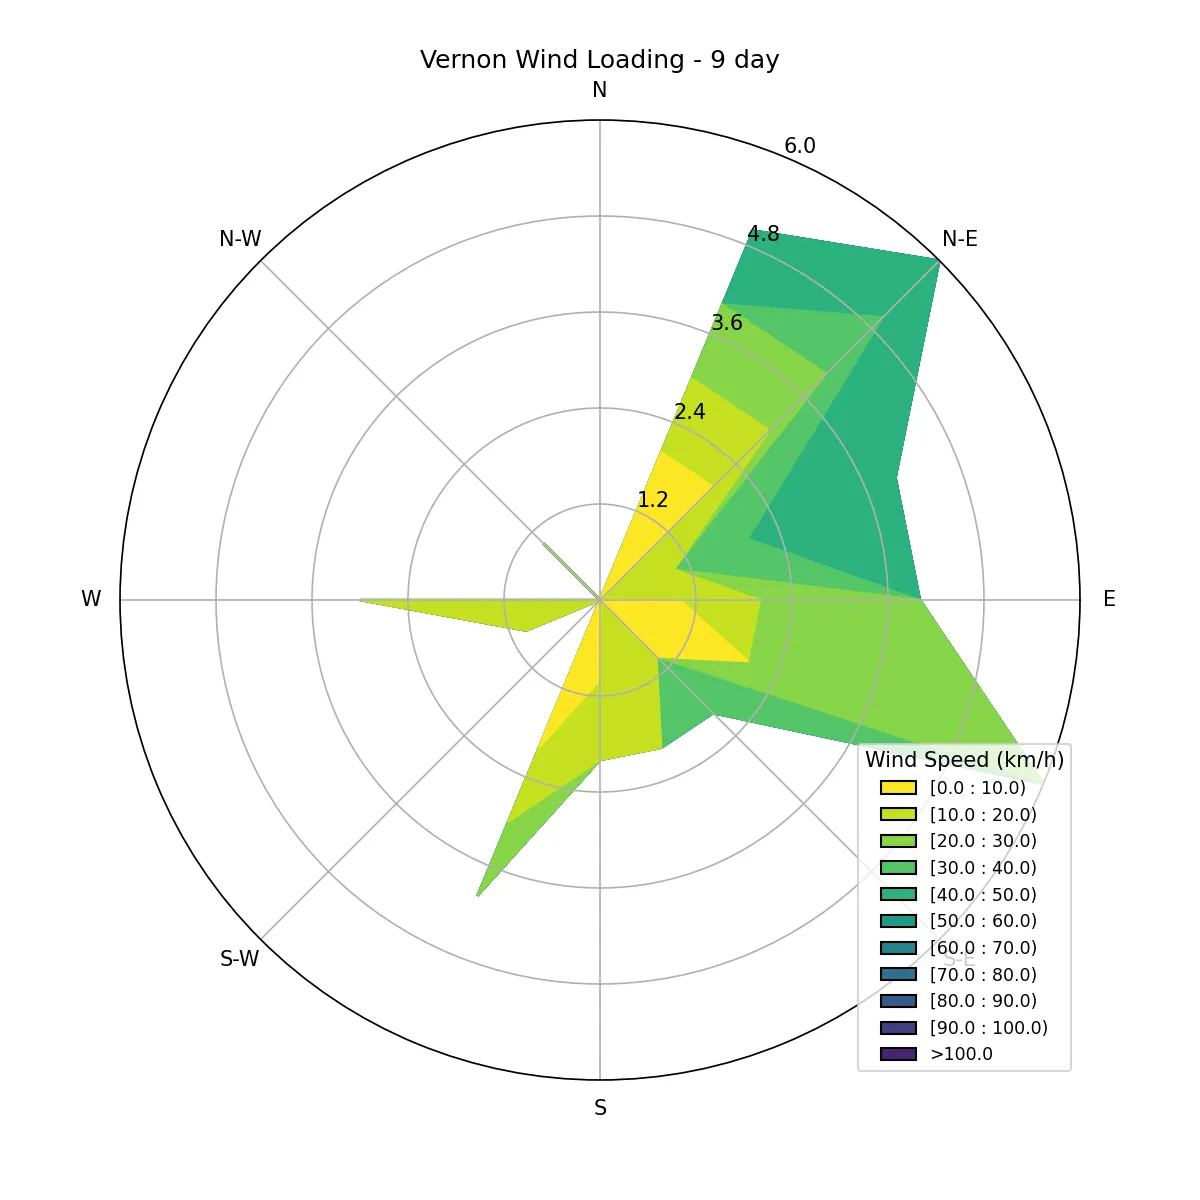 Vernon Wind Loading - 9 day
N
6.0
N-W
4.8
N-E
3.6
2.4
1.2
W
E
Wind Speed (km/h)
[0.0 : 10.0)
[10.0 : 20.0)
[20.0 : 30.0)
[30.0 : 40.0)
[40.0 : 50.0)
[50.0 : 60.0)
[60.0 : 70.0)
[70.0 : 80.0)
[80.0 : 90.0)
[90.0 : 100.0)
>100.0
S-W
S-E
S